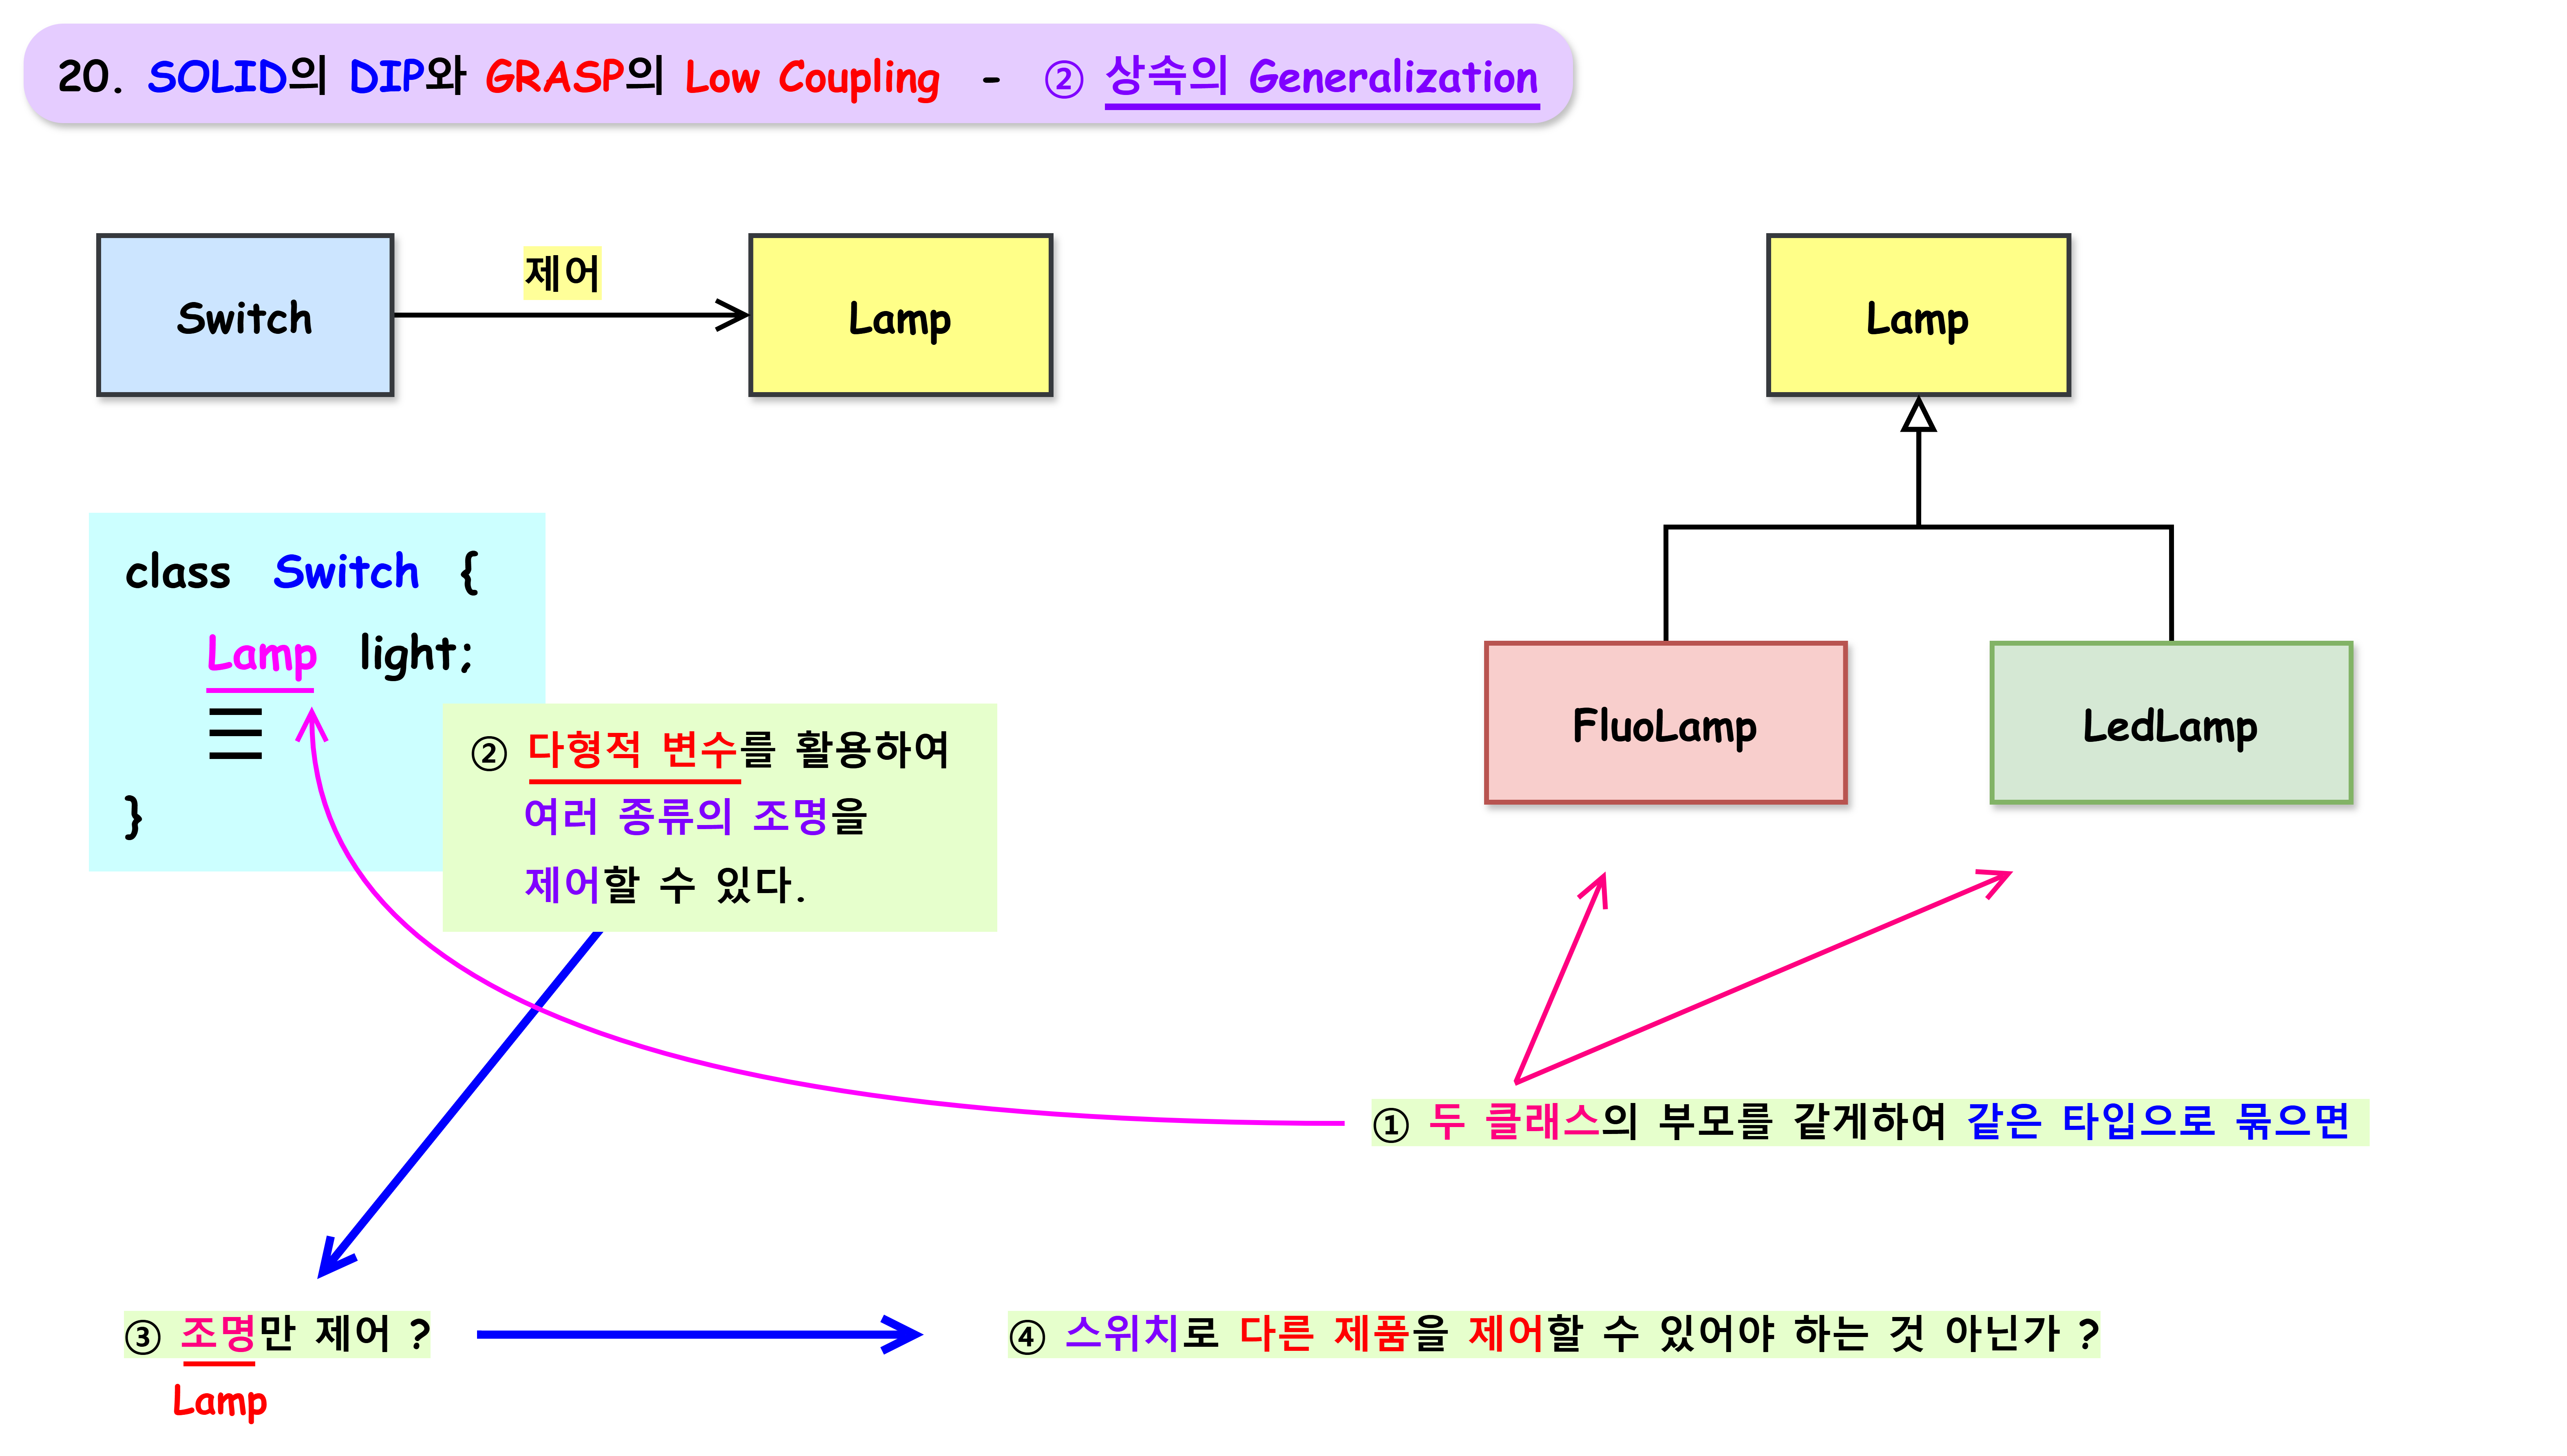 20. SOLID의 DIP와 GRASP의 Low Coupling - ② 상속의 Generalization
Switch
제어
Lamp
Lamp
class Switch {
Lamp light;
}
② 다형적 변수를 활용하여
여러 종류의 조명을
제어할 수 있다.
FluoLamp
LedLamp
① 두 클래스의 부모를 같게하여 같은 타입으로 묶으면
③ 조명만 제어 ?
Lamp
④ 스위치로 다른 제품을 제어할 수 있어야 하는 것 아닌가 ?